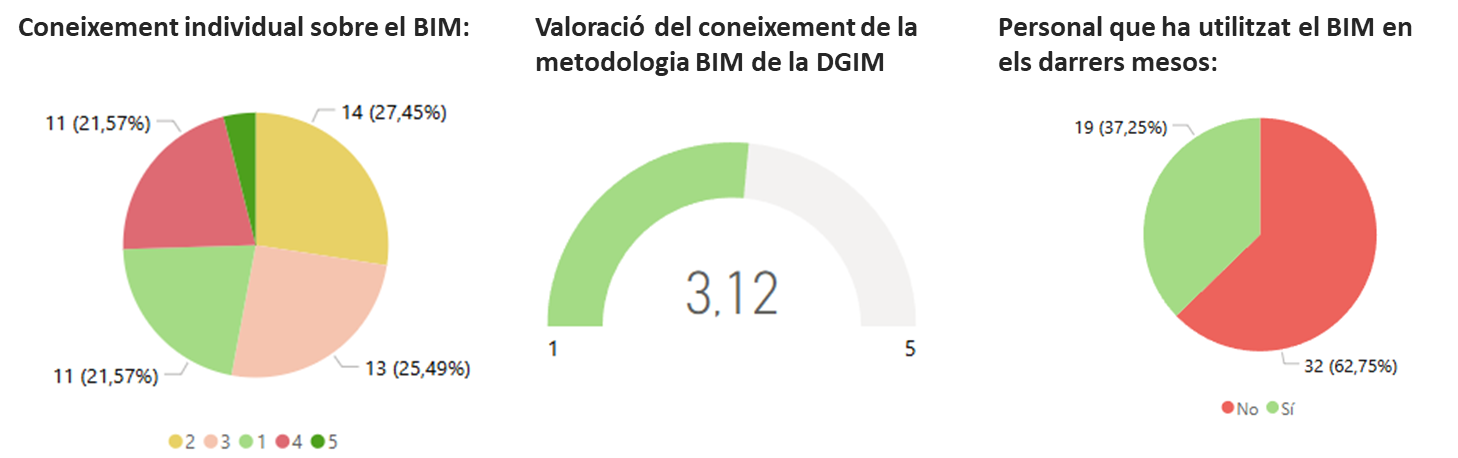 Coneixement individual sobre el BIM:
11 (21,57%)
14 (27,45%)
11 (21,57%)
13 (25,49%)
2 3 1 4 5
Valoració del coneixement de la
metodologia BIM de la DGIM
3,12
1
5
Personal que ha utilitzat el BIM en
els darrers mesos:
19 (37,25%)
32 (62,75%)
No Sí